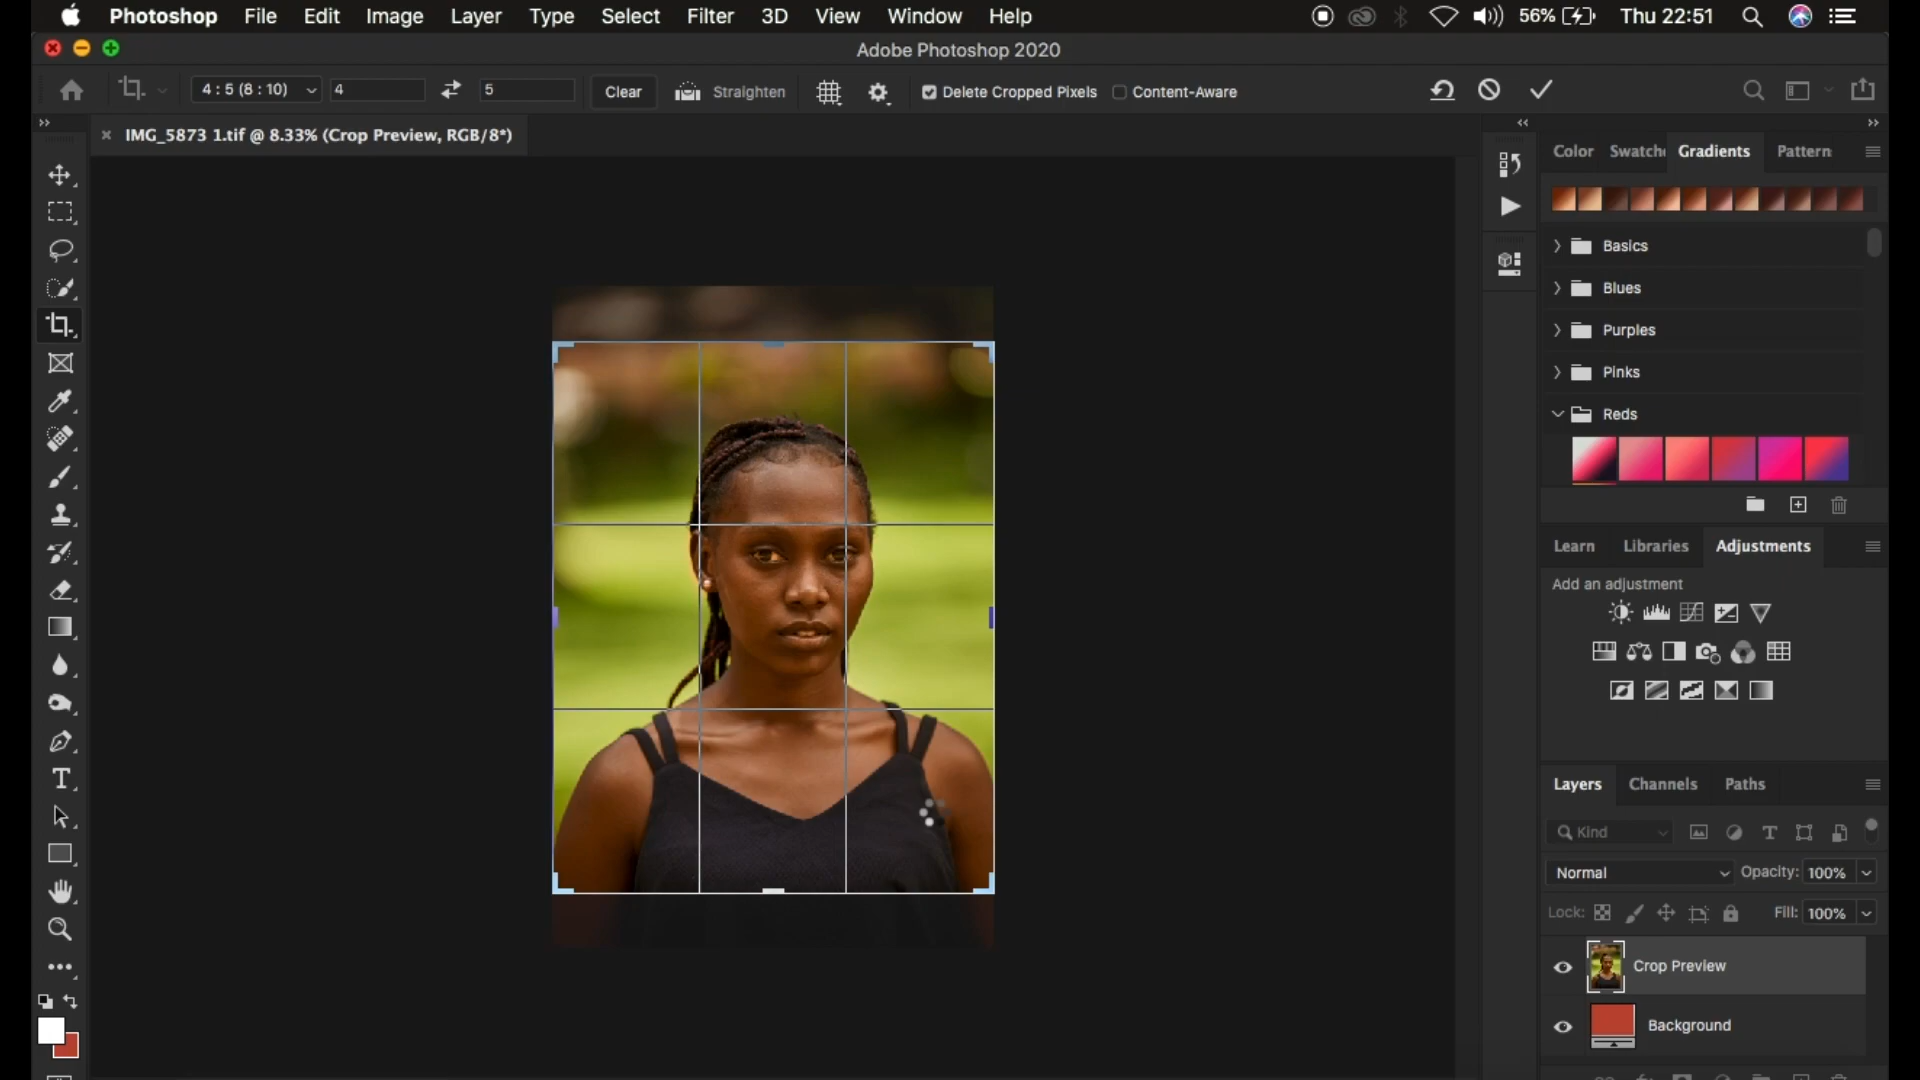 Photoshop File Edit Image Layer Type Select Filter 3D View Window Help 56% Thu 22:51
Adobe Photoshop 2020
4 : 5 (8 : 10) 4 5 Clear Straighten Delete Cropped Pixels Content-Aware
IMG_5873 1.tif @ 8.33% (Crop Preview, RGB/8*)
Color Swatche Gradients Pattern
Basics
Blues
Purples
Pinks
Reds
Learn Libraries Adjustments
Add an adjustment
Layers Channels Paths
Kind
Normal Opacity: 100%
Lock: Fill: 100%
Crop Preview
Background